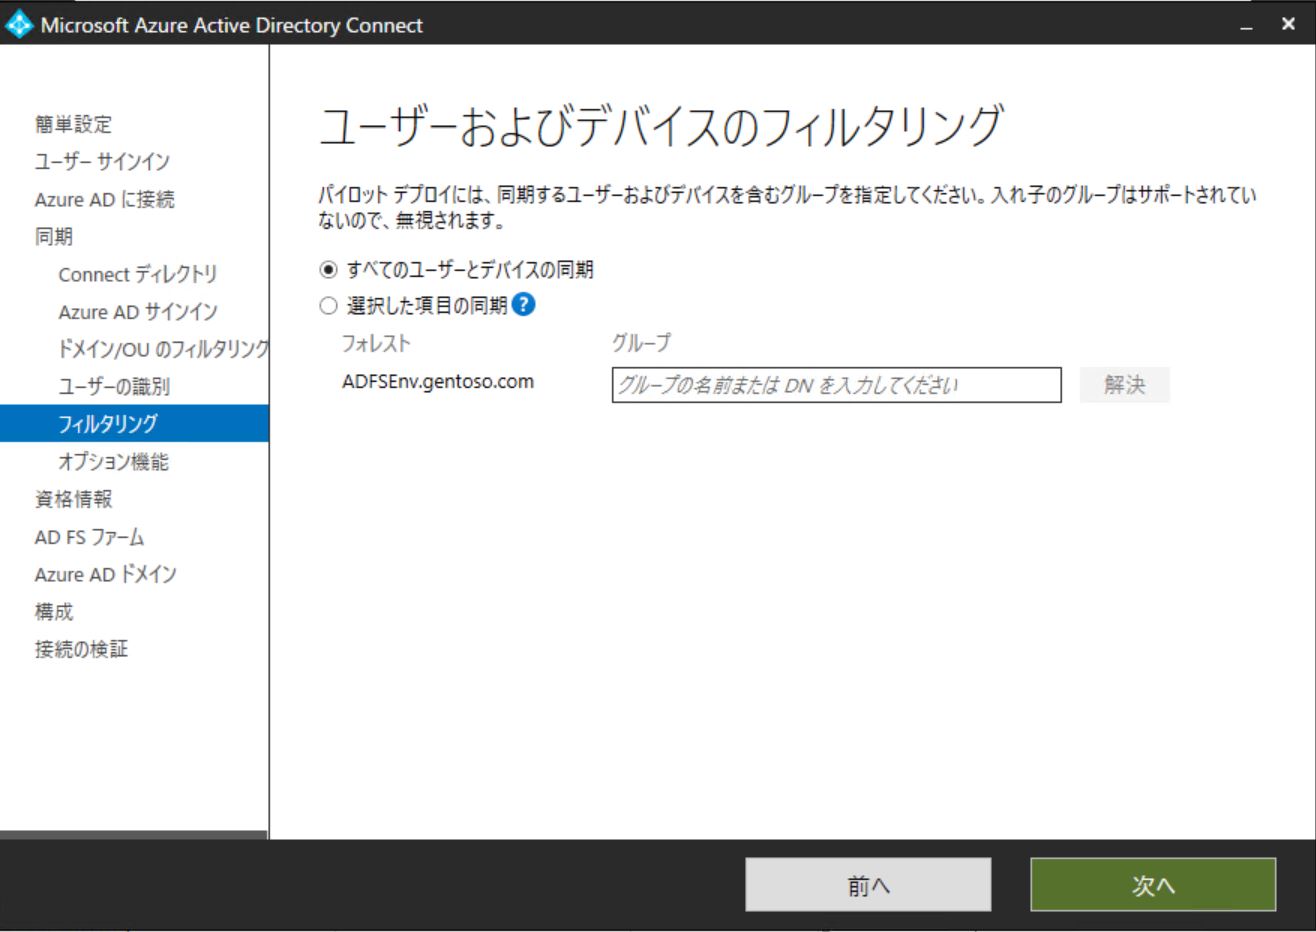 Microsoft Azure Active Directory Connect
簡単設定
ユーザー サインイン
Azure AD に接続
同期
Connect ディレクトリ
Azure AD サインイン
ドメイン/OU のフィルタリング
ユーザーの識別
フィルタリング
オプション機能
資格情報
AD FS ファーム
Azure AD ドメイン
構成
接続の検証
ユーザーおよびデバイスのフィルタリング
パイロット デプロイには、同期するユーザーおよびデバイスを含むグループを指定してください。入れ子のグループはサポートされてい
ないので、無視されます。
すべてのユーザーとデバイスの同期
選択した項目の同期 ?
フォレスト グループ
ADFSEnv.gentoso.com グループの名前または DN を入力してください 解決
前へ 次へ